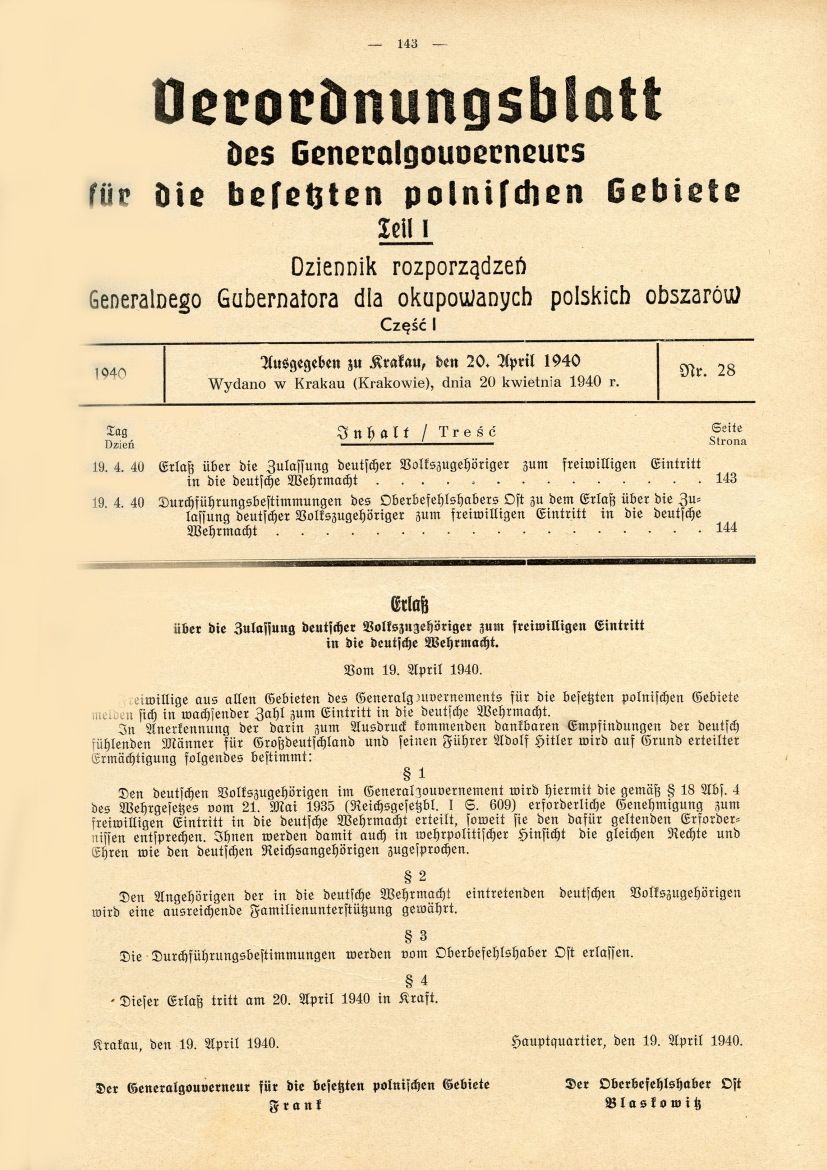 — 143 —
Verordnungsblatt
des Generalgouverneurs
für die besetzten polnischen Gebiete
Teil I
Dziennik rozporządzeń
Generalnego Gubernatora dla okupowanych polskich obszarów
Część I
1940
Ausgegeben zu Krakau, den 20. April 1940
Wydano w Krakau (Krakowie), dnia 20 kwietnia 1940 r.
Nr. 28
Tag
Dzień
Inhalt / Treść
Seite
Strona
19. 4. 40 Erlaß über die Zulassung deutscher Volkszugehöriger zum freiwilligen Eintritt
in die deutsche Wehrmacht . . . . . . . . . . . . . . . . . 143
19. 4. 40 Durchführungsbestimmungen des Oberbefehlshabers Ost zu dem Erlaß über die Zu-
lassung deutscher Volkszugehöriger zum freiwilligen Eintritt in die deutsche
Wehrmacht . . . . . . . . . . . . . . . . . . . . . . 144
Erlaß
über die Zulassung deutscher Volkszugehöriger zum freiwilligen Eintritt
in die deutsche Wehrmacht.
Vom 19. April 1940.
Freiwillige aus allen Gebieten des Generalgouvernements für die besetzten polnischen Gebiete
melden sich in wachsender Zahl zum Eintritt in die deutsche Wehrmacht.
In Anerkennung der darin zum Ausdruck kommenden dankbaren Empfindungen der deutsch
fühlenden Männer für Großdeutschland und seinen Führer Adolf Hitler wird auf Grund erteilter
Ermächtigung folgendes bestimmt:
§ 1
Den deutschen Volkszugehörigen im Generalgouvernement wird hiermit die gemäß § 18 Abs. 4
des Wehrgesetzes vom 21. Mai 1935 (Reichsgesetzbl. I S. 609) erforderliche Genehmigung zum
freiwilligen Eintritt in die deutsche Wehrmacht erteilt, soweit sie den dafür geltenden Erforder-
nissen entsprechen. Ihnen werden damit auch in wehrpolitischer Hinsicht die gleichen Rechte und
Ehren wie den deutschen Reichsangehörigen zugesprochen.
§ 2
Den Angehörigen der in die deutsche Wehrmacht eintretenden deutschen Volkszugehörigen
wird eine ausreichende Familienunterstützung gewährt.
§ 3
Die Durchführungsbestimmungen werden vom Oberbefehlshaber Ost erlassen.
§ 4
Dieser Erlaß tritt am 20. April 1940 in Kraft.
Krakau, den 19. April 1940.
Hauptquartier, den 19. April 1940.
Der Generalgouverneur für die besetzten polnischen Gebiete
Frank
Der Oberbefehlshaber Ost
Blaskowitz